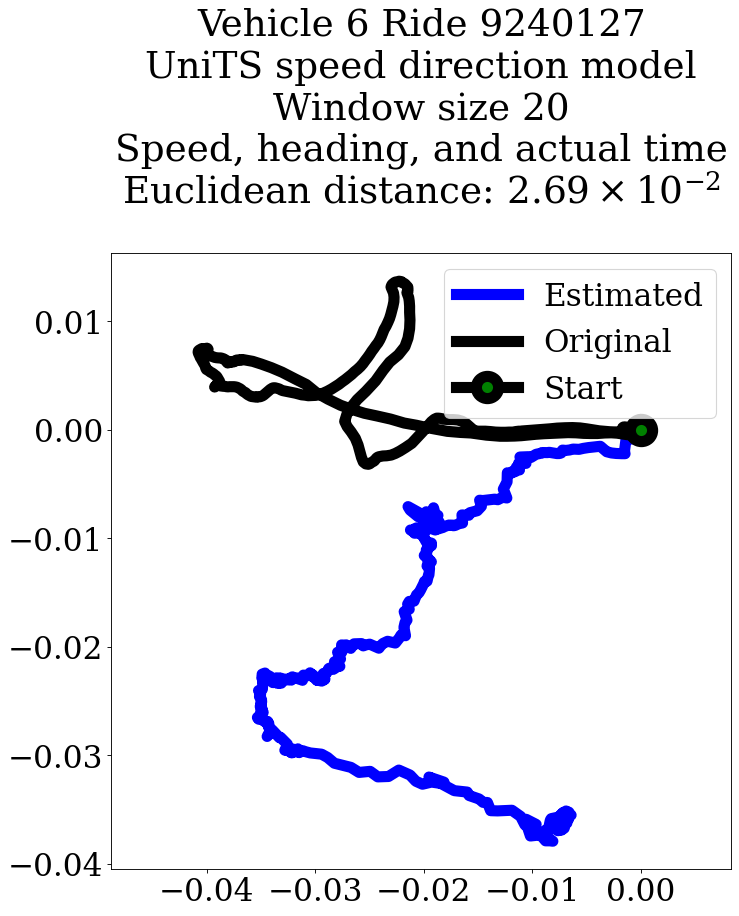 Vehicle 6 Ride 9240127
UniTS speed direction model
Window size 20
Speed, heading, and actual time
Euclidean distance: 2.69 × 10⁻²
Estimated
Original
Start
0.01
0.00
−0.01
−0.02
−0.03
−0.04
−0.04 −0.03 −0.02 −0.01 0.00